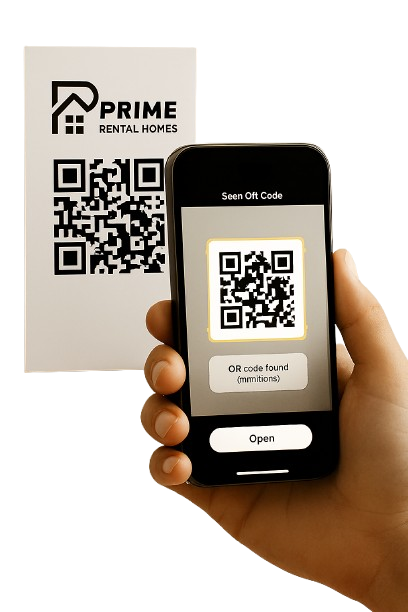 PRIME
RENTAL HOMES
Seen Oft Code
OR code found
(mmitions)
Open